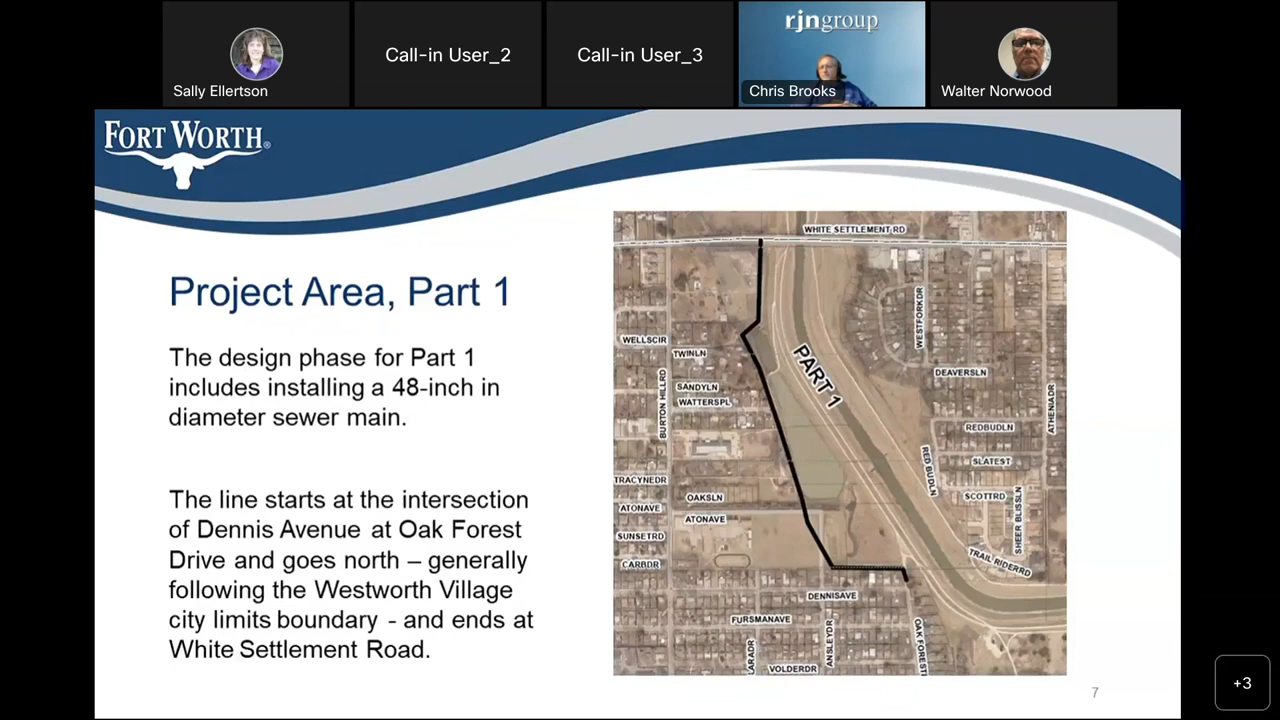 rjngroup
Call-in User_2
Call-in User_3
Sally Ellertson
Chris Brooks
Walter Norwood
FORT WORTH®
Project Area, Part 1
The design phase for Part 1
includes installing a 48-inch in
diameter sewer main.
The line starts at the intersection
of Dennis Avenue at Oak Forest
Drive and goes north – generally
following the Westworth Village
city limits boundary - and ends at
White Settlement Road.
WHITE SETTLEMENT RD
WESTFORKDR
WELLSCIR
TWINLN
PART 1
DEAVERSLN
BURTON HILLRD
SANDYLN
WATTERSPL
ATHENIADR
REDBUDLN
RED BUDLN
SLATEST
TRACYNEDR
OAKSLN
SCOTTRD
SHEER BLISSLN
ATONAVE
ATONAVE
SUNSETRD
CARBDR
TRAIL RIDERRD
DENNISAVE
FURSMANAVE
LARADR
ANSLEYDR
OAK FOREST
VOLDERDR
7
+3